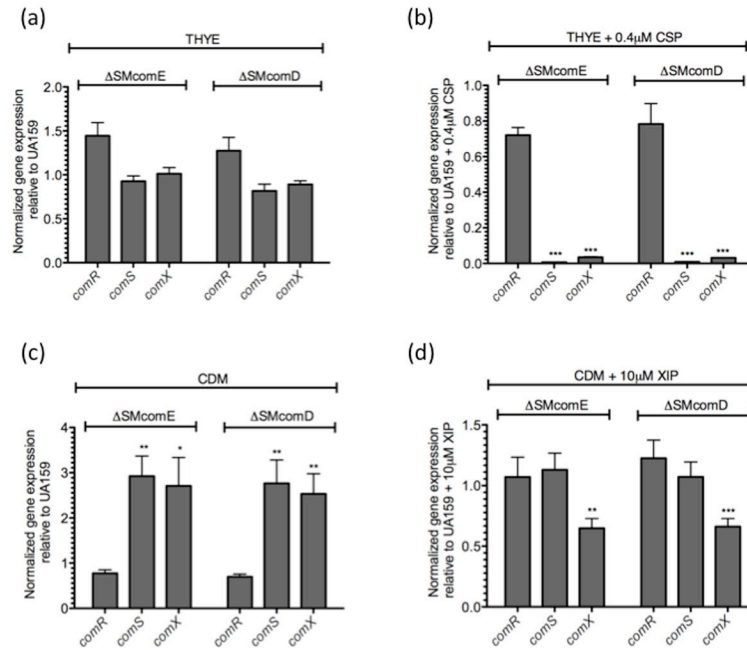 (a)
THYE
ΔSMcomE ΔSMcomD
Normalized gene expression
relative to UA159
2.0
1.5
1.0
0.5
0.0
comR comS comX comR comS comX
(b)
THYE + 0.4μM CSP
ΔSMcomE ΔSMcomD
Normalized gene expression
relative to UA159 + 0.4μM CSP
1.0
0.8
0.6
0.4
0.2
0.0
*** *** *** ***
comR comS comX comR comS comX
(c)
CDM
ΔSMcomE ΔSMcomD
Normalized gene expression
relative to UA159
4
3
2
1
0
** * ** **
comR comS comX comR comS comX
(d)
CDM + 10μM XIP
ΔSMcomE ΔSMcomD
Normalized gene expression
relative to UA159 + 10μM XIP
1.5
1.0
0.5
0.0
** ***
comR comS comX comR comS comX